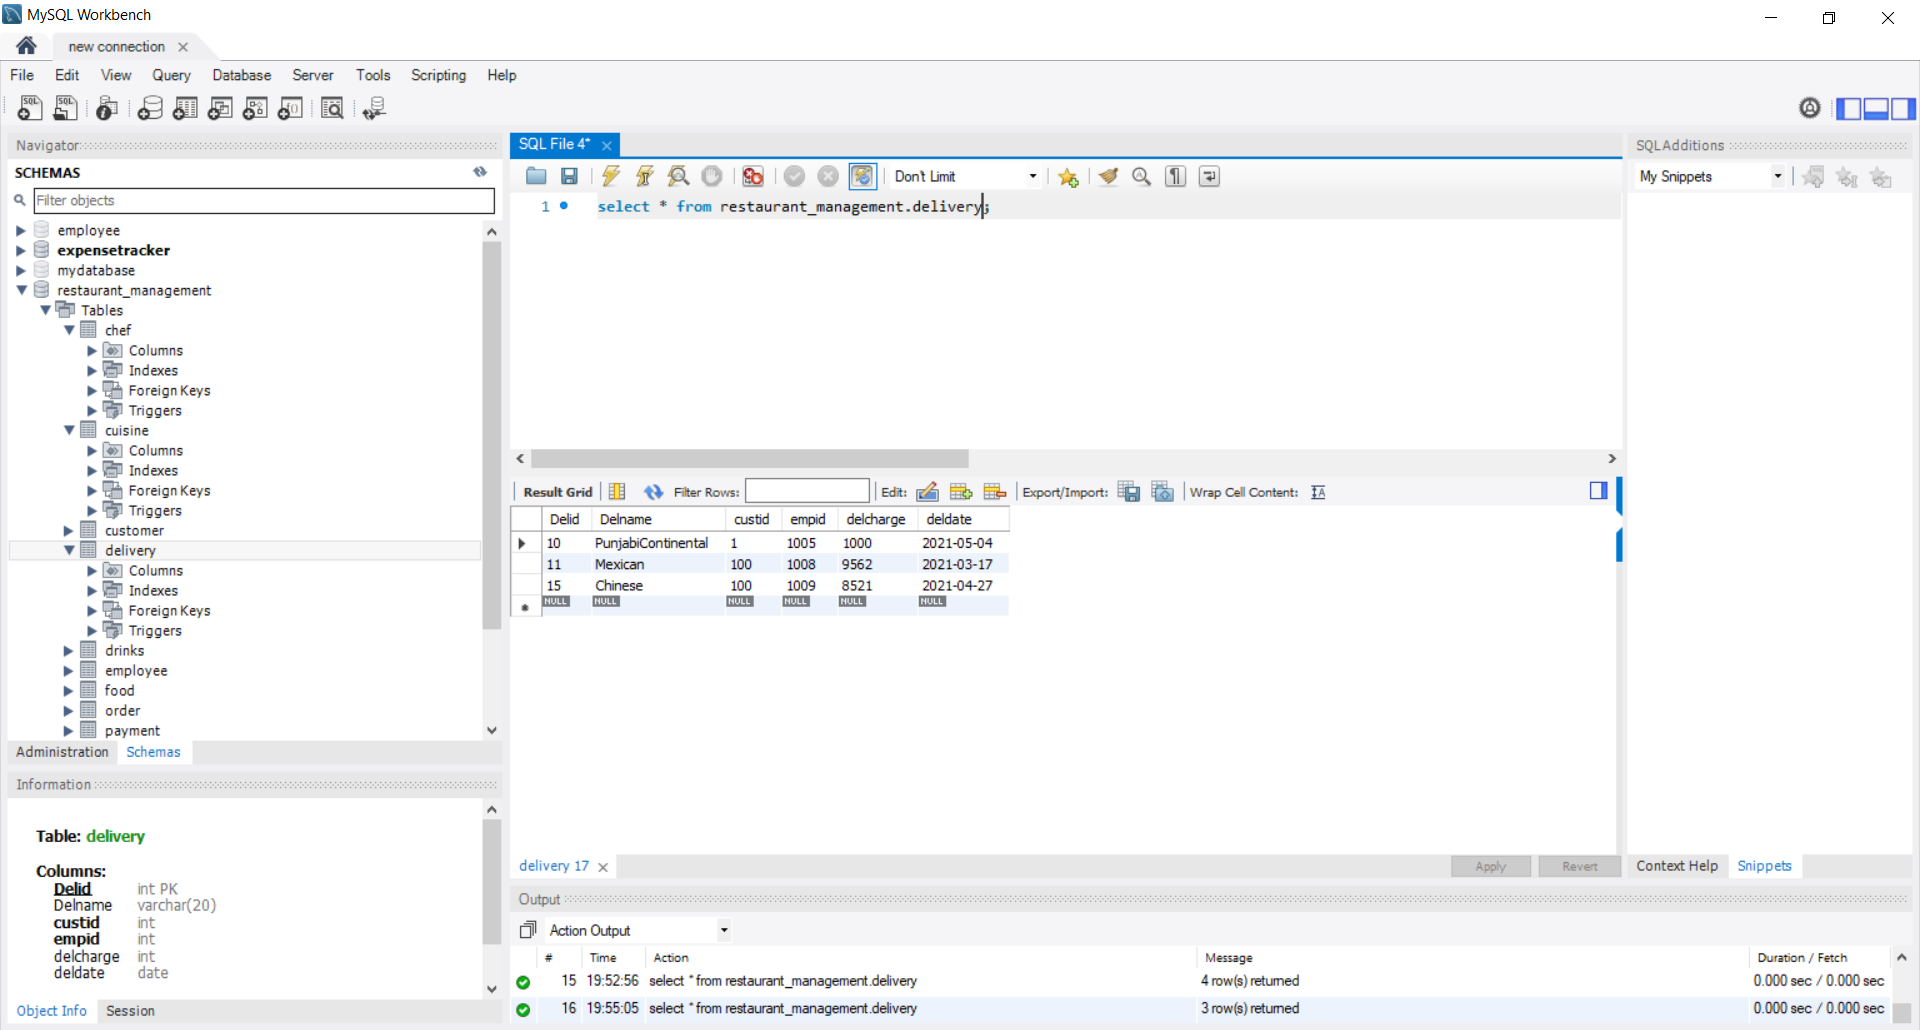 MySQL Workbench
new connection
File Edit View Query Database Server Tools Scripting Help
Navigator
SCHEMAS
Filter objects
employee
expensetracker
mydatabase
restaurant_management
Tables
chef
Columns
Indexes
Foreign Keys
Triggers
cuisine
Columns
Indexes
Foreign Keys
Triggers
customer
delivery
Columns
Indexes
Foreign Keys
Triggers
drinks
employee
food
order
payment
Administration Schemas
Information
Table: delivery
Columns:
Delid int PK
Delname varchar(20)
custid int
empid int
delcharge int
deldate date
Object Info Session
SQL File 4*
Don't Limit
1 select * from restaurant_management.delivery;
Result Grid Filter Rows: Edit: Export/Import: Wrap Cell Content:
Delid Delname custid empid delcharge deldate
10 PunjabiContinental 1 1005 1000 2021-05-04
11 Mexican 100 1008 9562 2021-03-17
15 Chinese 100 1009 8521 2021-04-27
NULL NULL NULL NULL NULL NULL
delivery 17 Apply Revert
Output
Action Output
# Time Action Message Duration / Fetch
15 19:52:56 select * from restaurant_management.delivery 4 row(s) returned 0.000 sec / 0.000 sec
16 19:55:05 select * from restaurant_management.delivery 3 row(s) returned 0.000 sec / 0.000 sec
SQLAdditions
My Snippets
Context Help Snippets